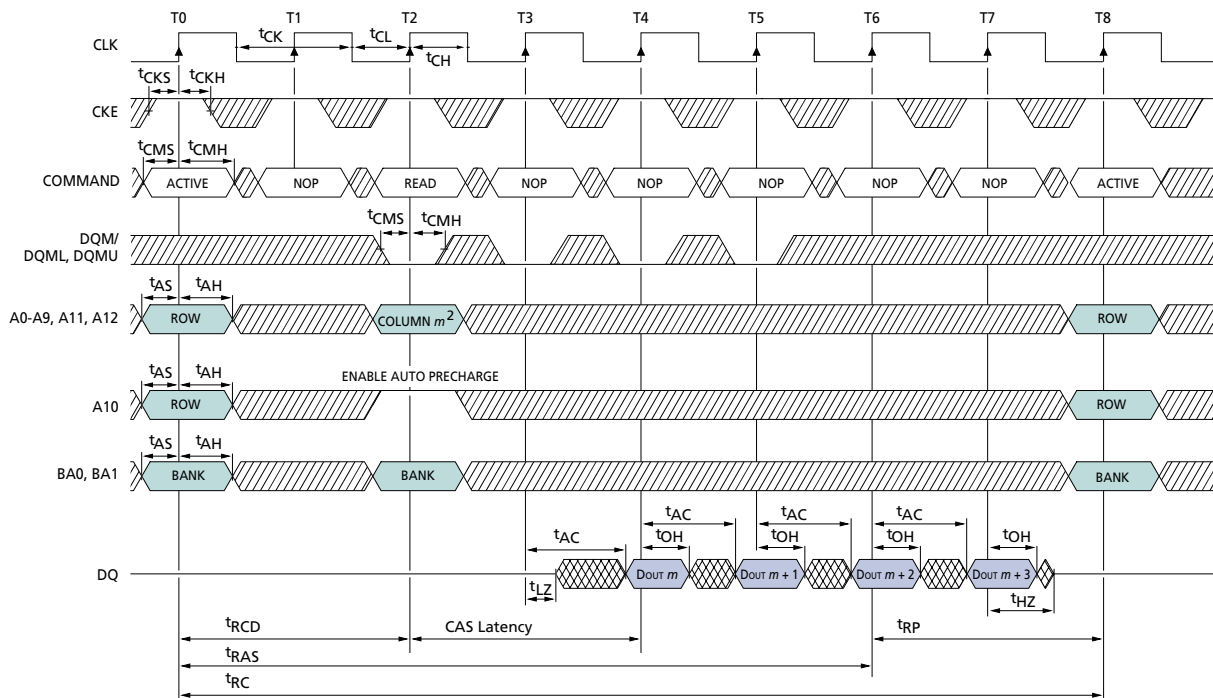 T0 T1 T2 T3 T4 T5 T6 T7 T8
CLK
tCK tCL
tCH
tCKS tCKH
CKE
tCMS tCMH
COMMAND ACTIVE NOP READ NOP NOP NOP NOP NOP ACTIVE
tCMS tCMH
DQM/
DQML, DQMU
tAS tAH
A0-A9, A11, A12 ROW COLUMN m2 ROW
ENABLE AUTO PRECHARGE
tAS tAH
A10 ROW ROW
tAS tAH
BA0, BA1 BANK BANK BANK
tAC tAC tAC tAC
tOH tOH tOH tOH
DQ DOUT m DOUT m + 1 DOUT m + 2 DOUT m + 3
tLZ tHZ
tRCD CAS Latency tRP
tRAS
tRC